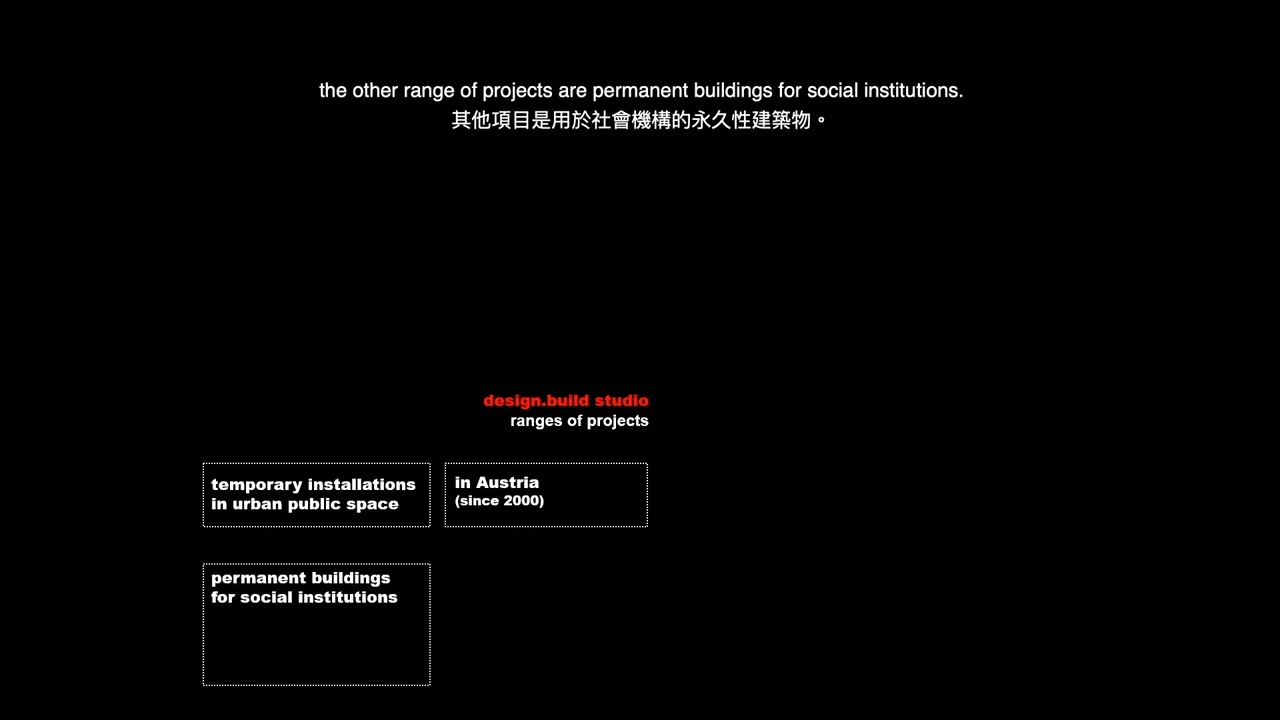 the other range of projects are permanent buildings for social institutions.
其他項目是用於社會機構的永久性建築物。
design.build studio
ranges of projects
temporary installations
in urban public space
in Austria
(since 2000)
permanent buildings
for social institutions